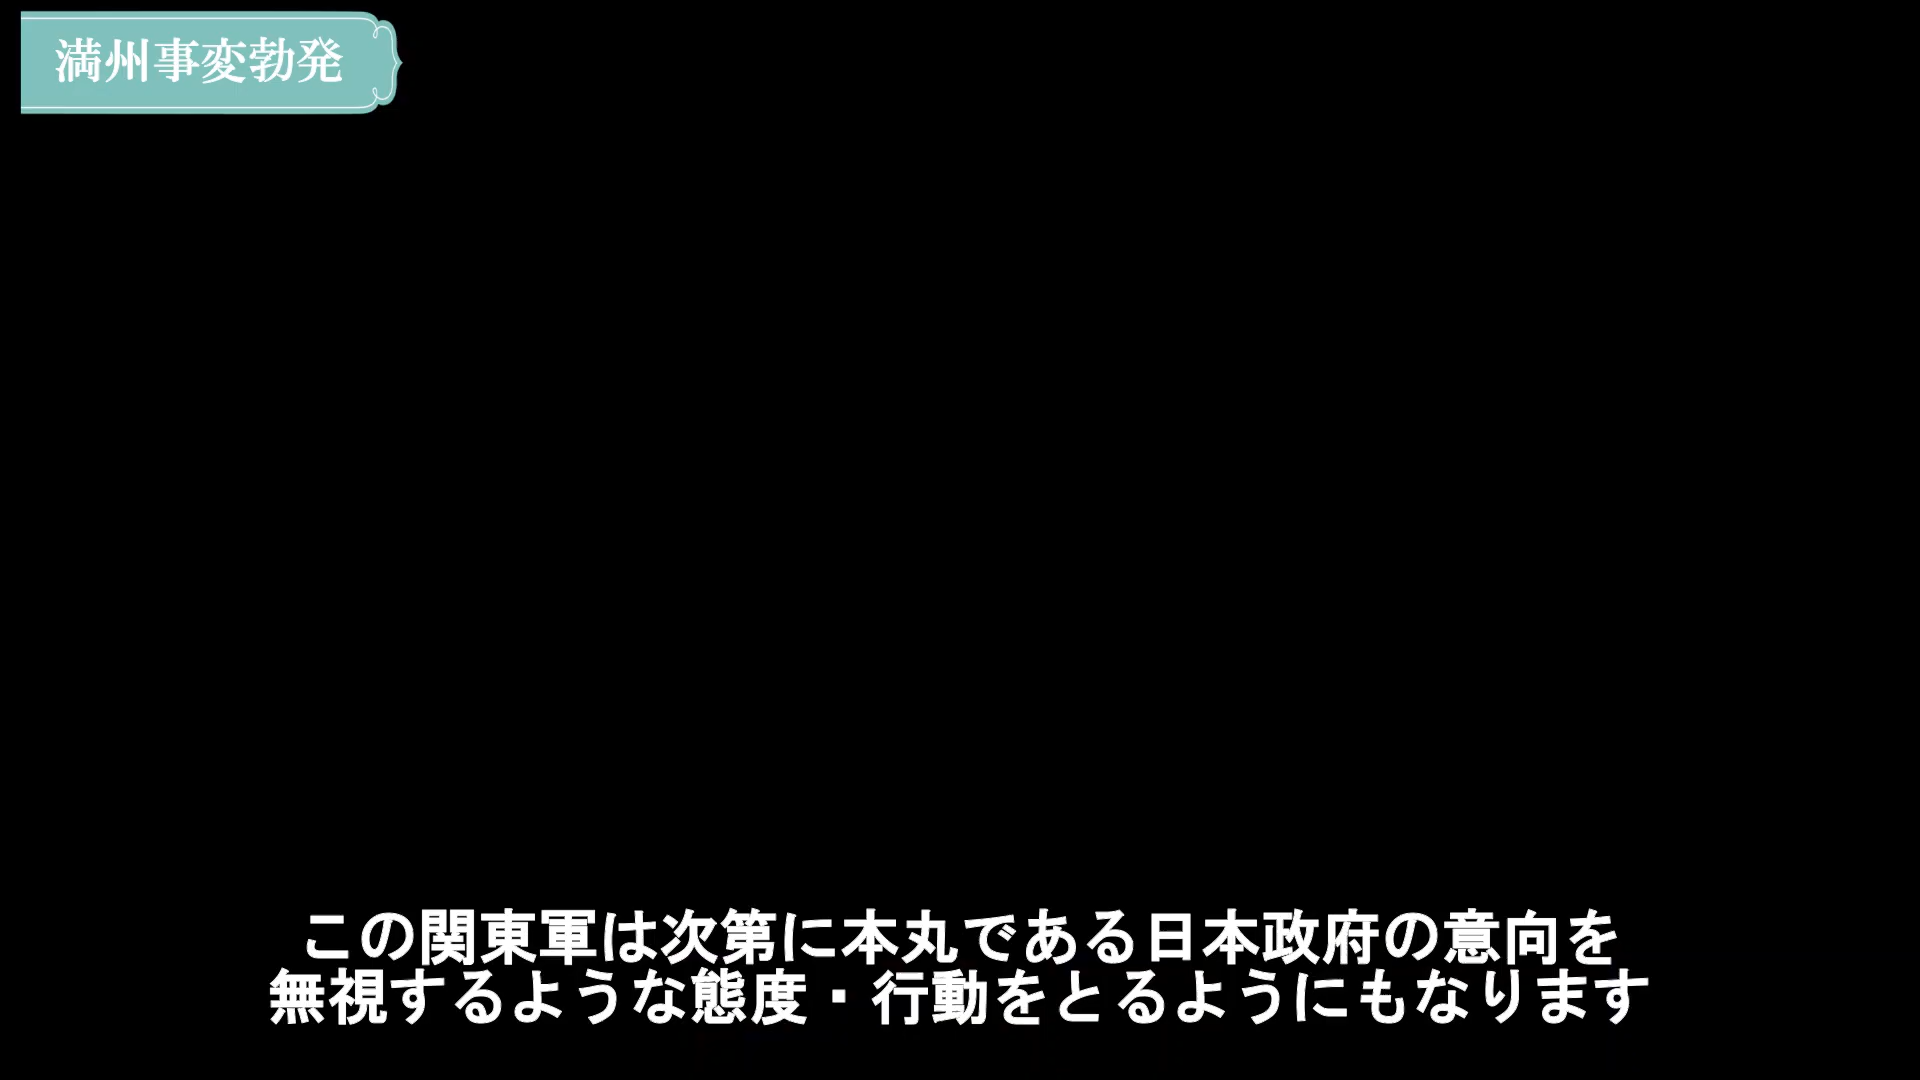 満州事変勃発
この関東軍は次第に本丸である日本政府の意向を
無視するような態度・行動をとるようにもなります